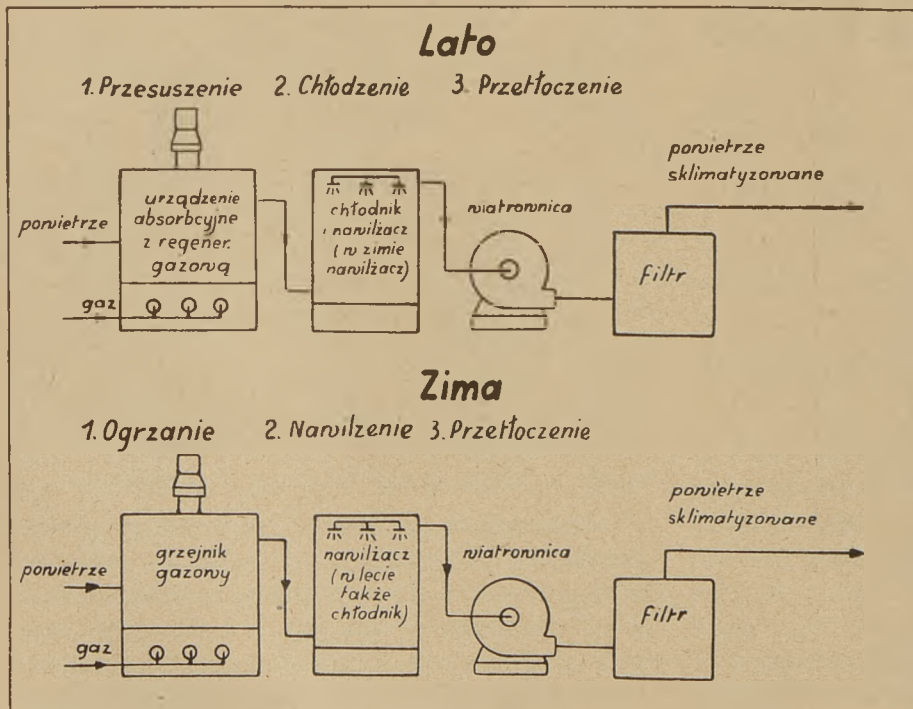 Lato
1. Przesuszenie 2. Chłodzenie 3. Przetłoczenie
powietrze
sklimatyzowane
powietrze
urządzenie
absorbcyjne
z regener.
gazową
gaz
chłodnik
i nawilżacz
(w zimie
nawilżacz)
wiatrownica
filtr
Zima
1. Ogrzanie 2. Nawilżenie 3. Przetłoczenie
powietrze
sklimatyzowane
powietrze
grzejnik
gazowy
gaz
nawilżacz
(w lecie
także
chłodnik)
wiatrownica
filtr